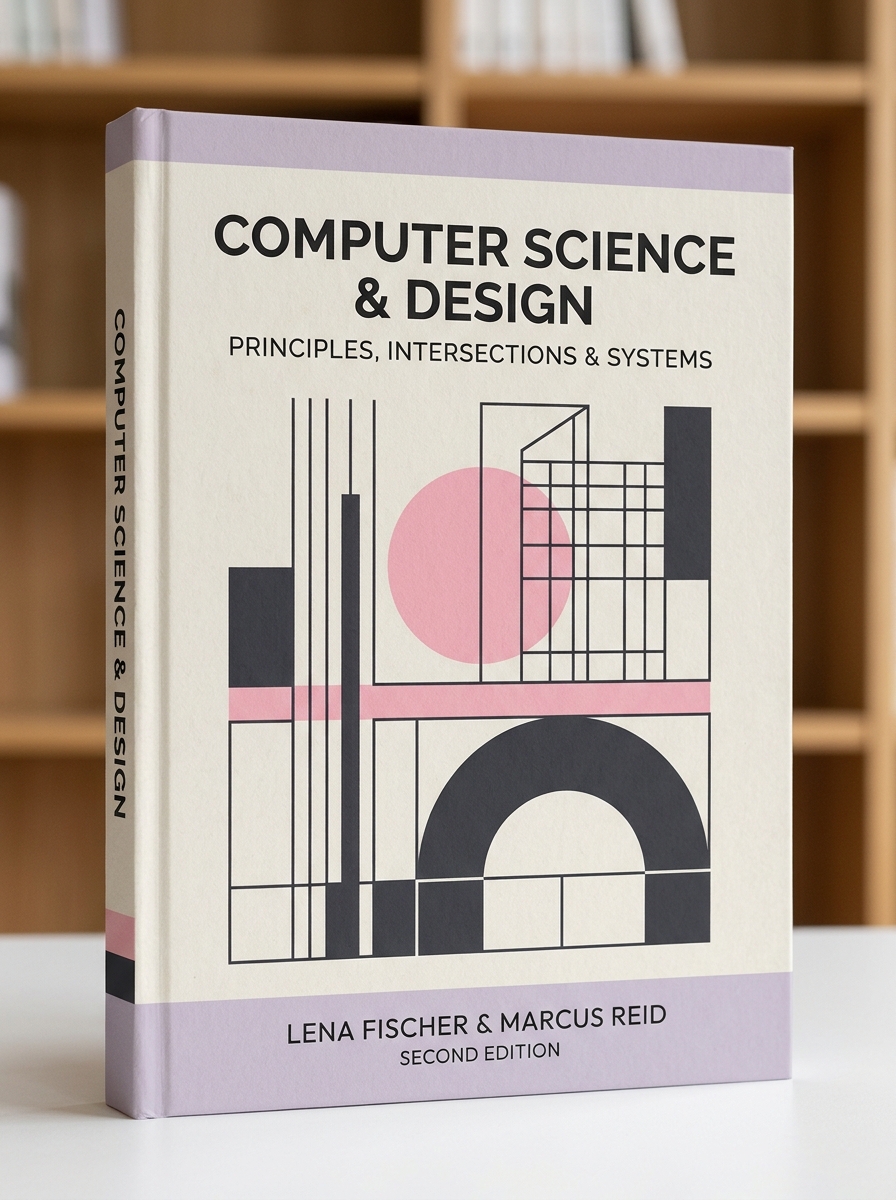 COMPUTER SCIENCE
& DESIGN
PRINCIPLES, INTERSECTIONS & SYSTEMS
COMPUTER SCIENCE & DESIGN
LENA FISCHER & MARCUS REID
SECOND EDITION